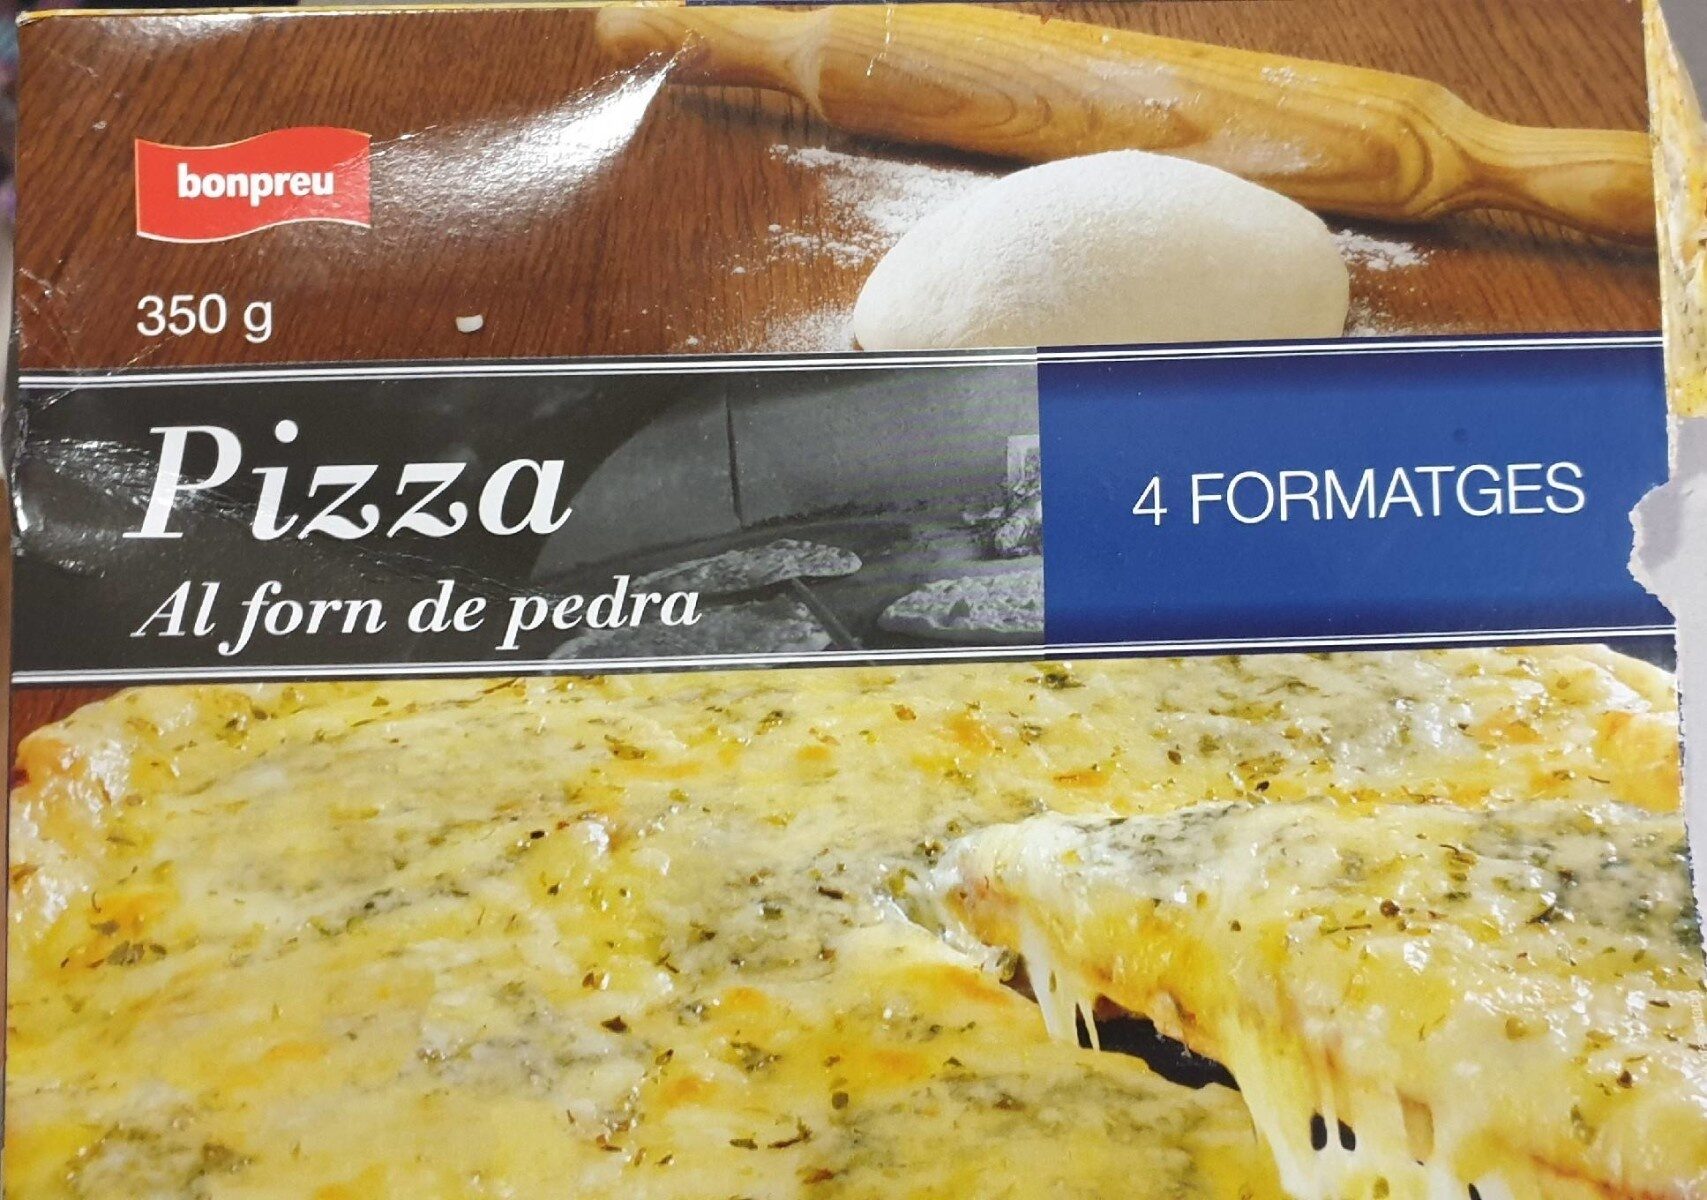 bonpreu
350 g
Pizza
Al forn de pedra
4 FORMATGES